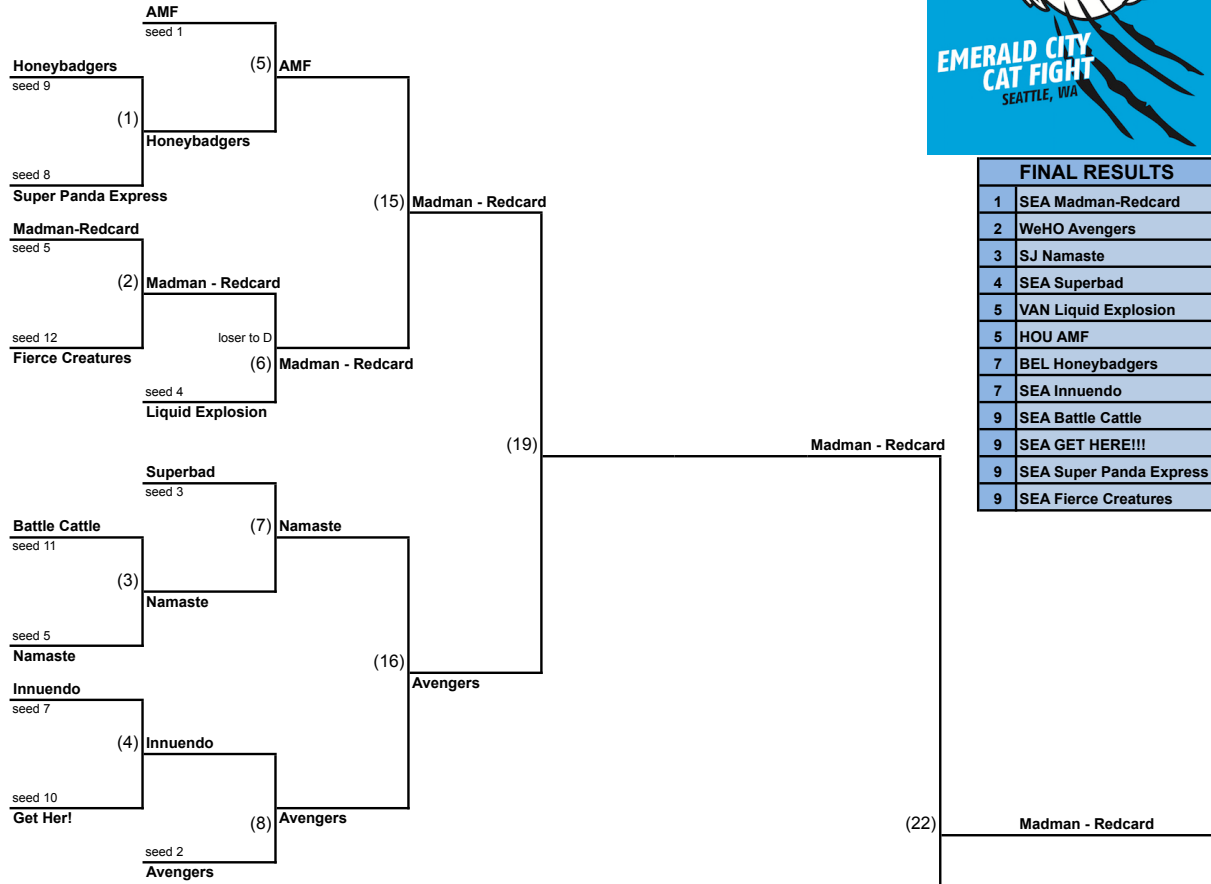 AMF
seed 1
Honeybadgers
seed 9
(5) AMF
(1)
Honeybadgers
seed 8
Super Panda Express
(15) Madman - Redcard
Madman-Redcard
seed 5
(2) Madman - Redcard
seed 12
Fierce Creatures
loser to D
(6) Madman - Redcard
seed 4
Liquid Explosion
(19)
Madman - Redcard
Superbad
seed 3
Battle Cattle
seed 11
(7) Namaste
(3)
Namaste
seed 5
Namaste
(16)
Avengers
Innuendo
seed 7
(4) Innuendo
seed 10
Get Her!
(8) Avengers
seed 2
Avengers
(22) Madman - Redcard
EMERALD CITY
CAT FIGHT
SEATTLE, WA
FINAL RESULTS
1 SEA Madman-Redcard
2 WeHO Avengers
3 SJ Namaste
4 SEA Superbad
5 VAN Liquid Explosion
5 HOU AMF
7 BEL Honeybadgers
7 SEA Innuendo
9 SEA Battle Cattle
9 SEA GET HERE!!!
9 SEA Super Panda Express
9 SEA Fierce Creatures